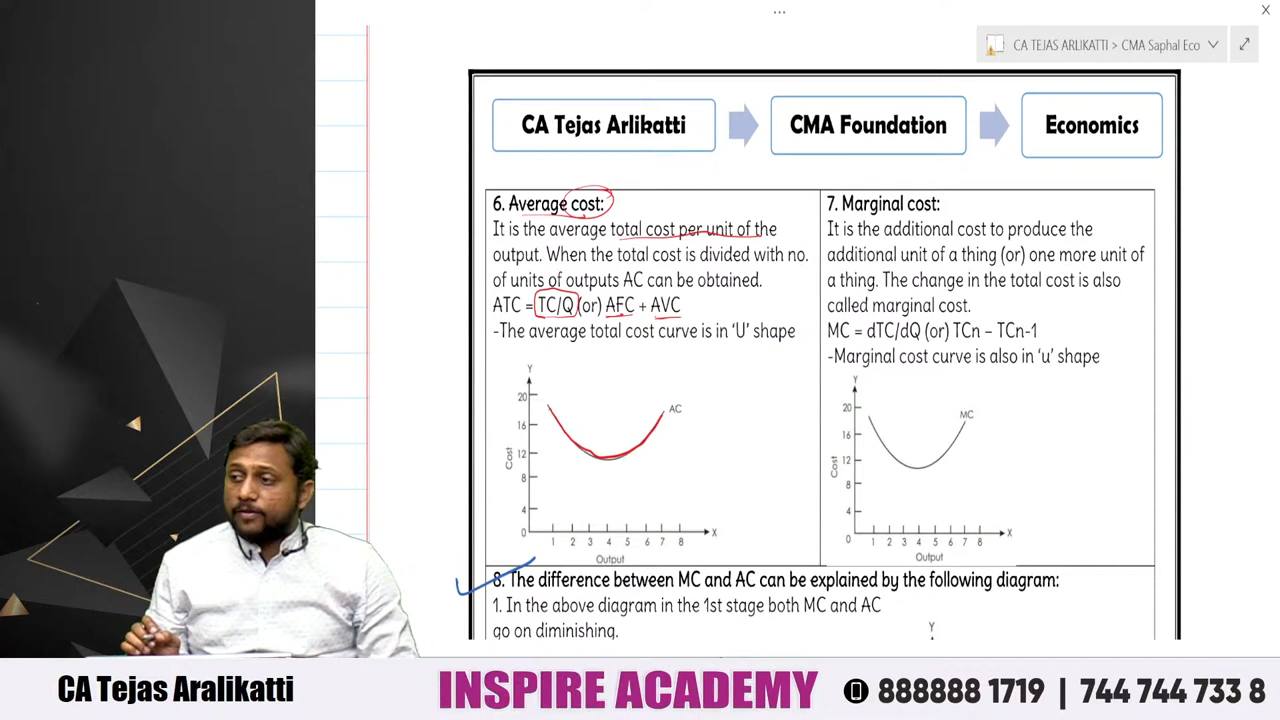 CA TEJAS ARLIKATTI > CMA Saphal Eco
CA Tejas Arlikatti
CMA Foundation
Economics
6. Average cost:
It is the average total cost per unit of the
output. When the total cost is divided with no.
of units of outputs AC can be obtained.
ATC = TC/Q (or) AFC + AVC
-The average total cost curve is in ‘U’ shape
Y
20
16
12
8
4
0
Cost
AC
1 2 3 4 5 6 7 8
X
Output
7. Marginal cost:
It is the additional cost to produce the
additional unit of a thing (or) one more unit of
a thing. The change in the total cost is also
called marginal cost.
MC = dTC/dQ (or) TCn – TCn-1
-Marginal cost curve is also in ‘u’ shape
Y
20
16
12
8
4
0
Cost
MC
1 2 3 4 5 6 7 8
X
Output
8. The difference between MC and AC can be explained by the following diagram:
1. In the above diagram in the 1st stage both MC and AC
go on diminishing.
Y
CA Tejas Aralikatti
INSPIRE ACADEMY
888888 1719 | 744 744 733 8